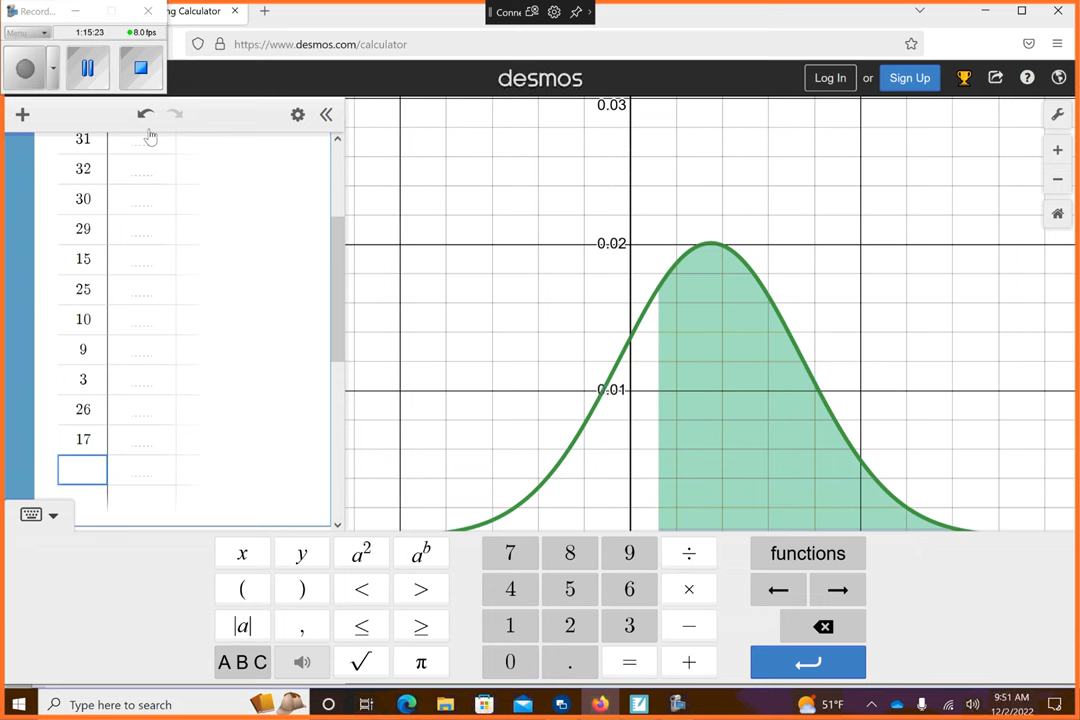 Record...
Menu
1:15:23
8.0 fps
ng Calculator
Conne
https://www.desmos.com/calculator
desmos
Log In
or
Sign Up
31
32
30
29
15
25
10
9
3
26
17
0.03
0.02
0.01
x y a² aᵇ 7 8 9 ÷ functions
( ) < > 4 5 6 × ← →
|a| , ≤ ≥ 1 2 3 −
A B C √ π 0 . = +
Type here to search
51°F
9:51 AM
12/2/2022